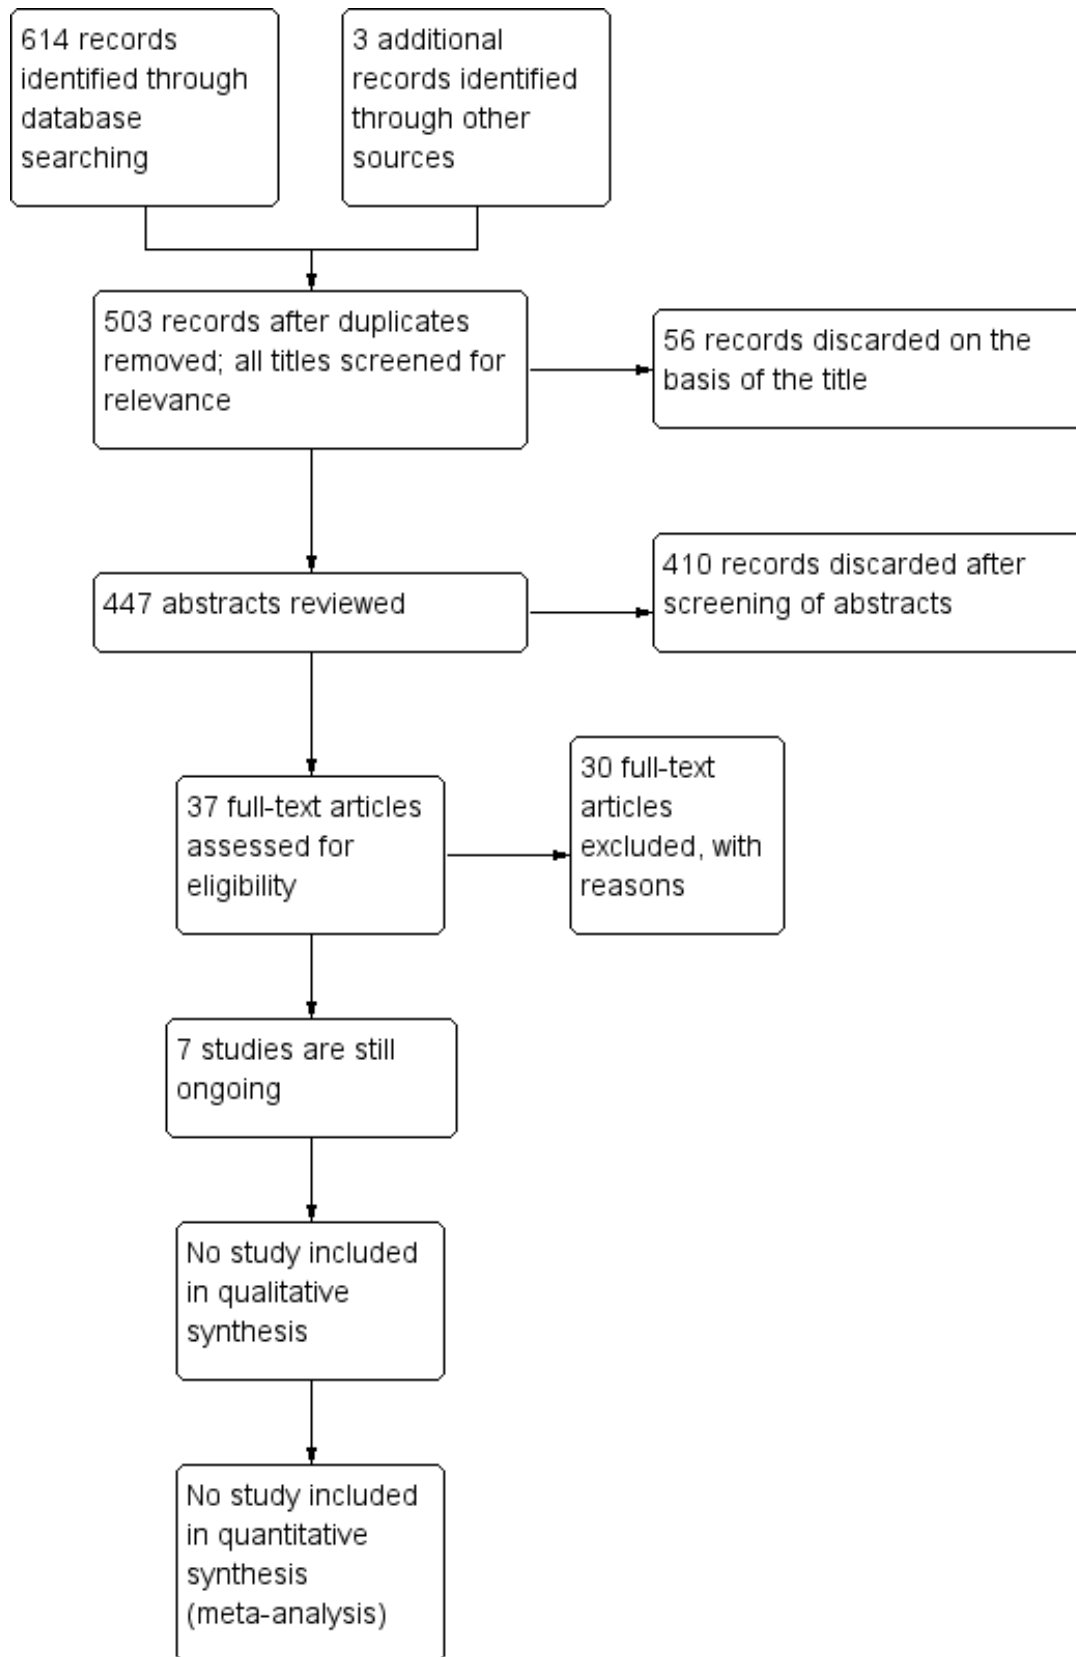 614 records
identified through
database
searching
3 additional
records identified
through other
sources
503 records after duplicates
removed; all titles screened for
relevance
56 records discarded on the
basis of the title
447 abstracts reviewed
410 records discarded after
screening of abstracts
37 full-text articles
assessed for
eligibility
30 full-text
articles
excluded, with
reasons
7 studies are still
ongoing
No study included
in qualitative
synthesis
No study included
in quantitative
synthesis
(meta-analysis)